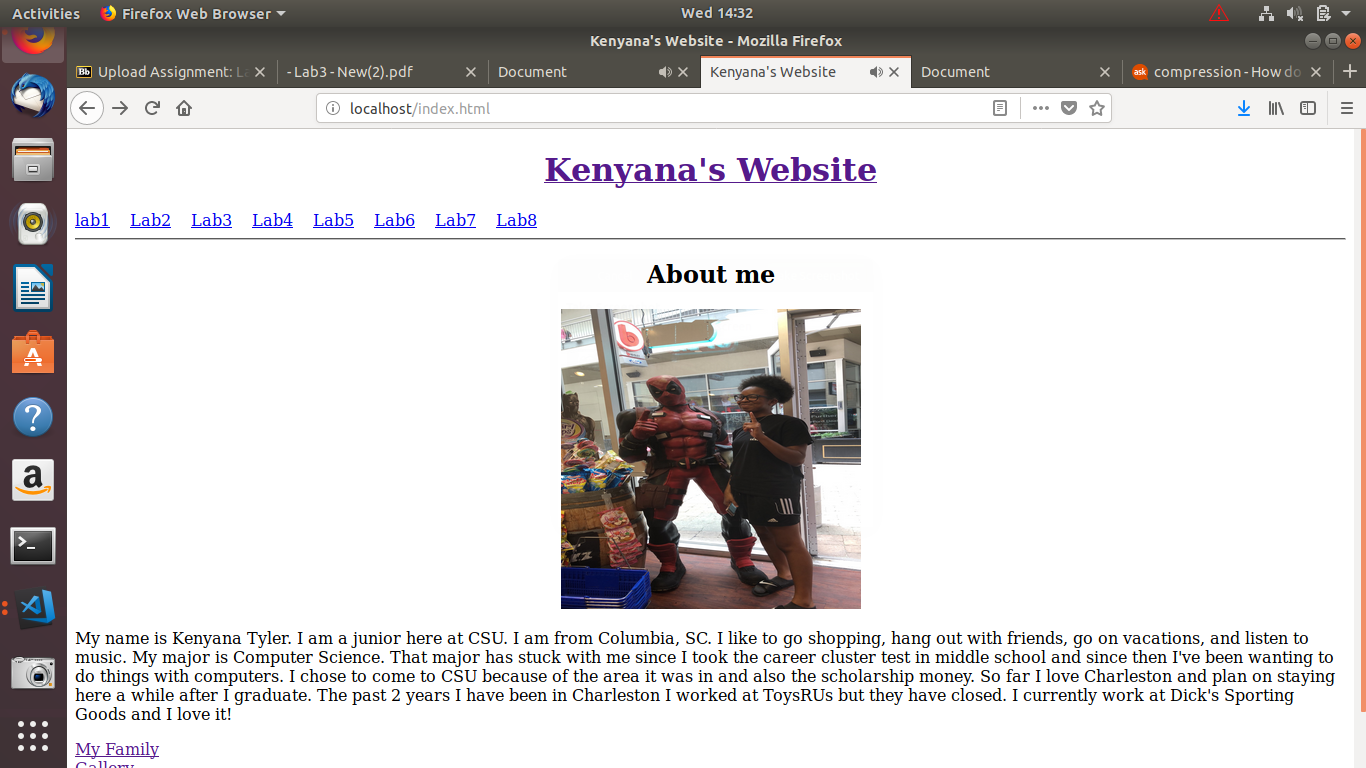 Activities Firefox Web Browser Wed 14:32
Kenyana's Website - Mozilla Firefox
Bb Upload Assignment: La - Lab3 - New(2).pdf Document Kenyana's Website Document ask compression - How do
localhost/index.html
Kenyana's Website
lab1 Lab2 Lab3 Lab4 Lab5 Lab6 Lab7 Lab8
About me
My name is Kenyana Tyler. I am a junior here at CSU. I am from Columbia, SC. I like to go shopping, hang out with friends, go on vacations, and listen to
music. My major is Computer Science. That major has stuck with me since I took the career cluster test in middle school and since then I've been wanting to
do things with computers. I chose to come to CSU because of the area it was in and also the scholarship money. So far I love Charleston and plan on staying
here a while after I graduate. The past 2 years I have been in Charleston I worked at ToysRUs but they have closed. I currently work at Dick's Sporting
Goods and I love it!
My Family
Gallery